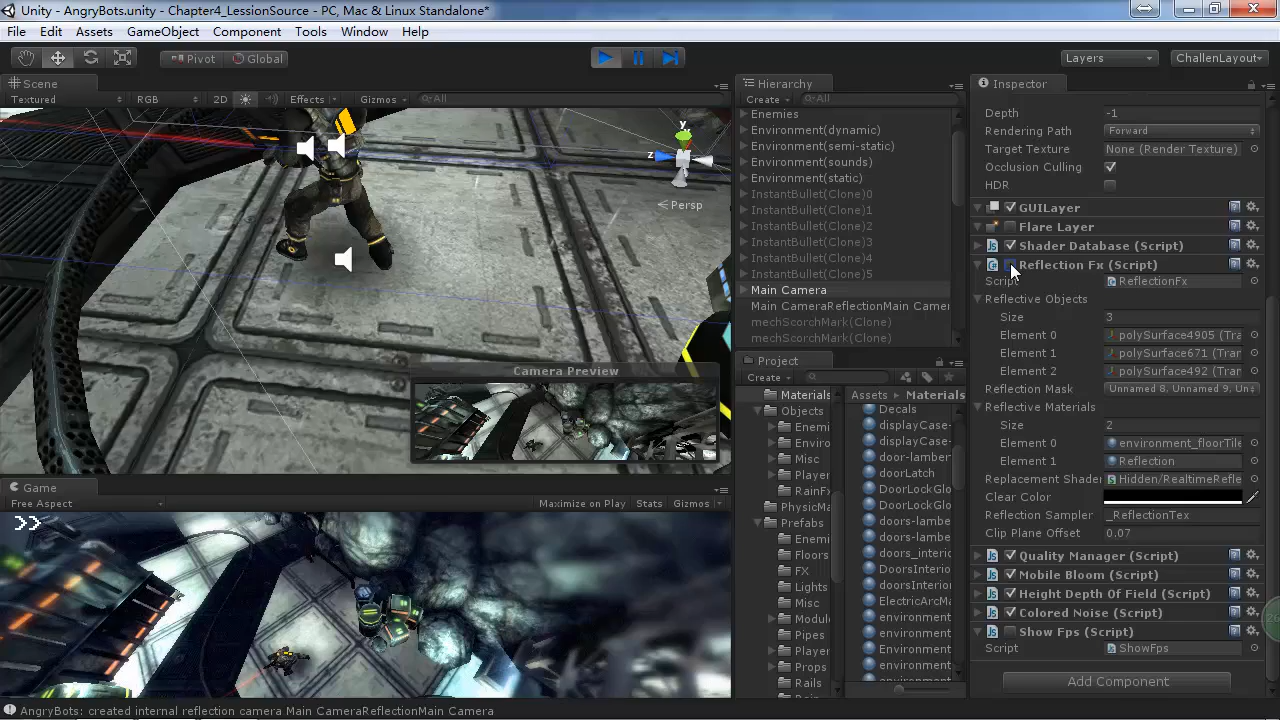 Unity - AngryBots.unity - Chapter4_LessionSource - PC, Mac & Linux Standalone*
File Edit Assets GameObject Component Tools Window Help
Pivot Global Layers ChallenLayout
Scene
Textured RGB 2D Effects Gizmos All
y
z
Persp
Camera Preview
Game
Free Aspect Maximize on Play Stats Gizmos
>>
Hierarchy
Create All
Enemies
Environment(dynamic)
Environment(semi-static)
Environment(sounds)
Environment(static)
InstantBullet(Clone)0
InstantBullet(Clone)1
InstantBullet(Clone)2
InstantBullet(Clone)3
InstantBullet(Clone)4
InstantBullet(Clone)5
Main Camera
Main CameraReflectionMain Camer
mechScorchMark(Clone)
mechScorchMark(Clone)
Project
Create
Materials
Objects
Enemi
Enviro
Misc
Player
RainFx
PhysicMa
Prefabs
Enemi
Floors
FX
Lights
Misc
Modul
Pipes
Player
Props
Rails
Assets Materials
Decals
displayCase-
displayCase-
door-lamber
doorLatch
DoorLockGlo
DoorLockGlo
doors-lambe
doors-lambe
doors_interio
DoorsInterio
doorsInterior
ElectricArcMa
environment
environment
Environment
environment
Inspector
Depth -1
Rendering Path Forward
Target Texture None (Render Texture)
Occlusion Culling
HDR
GUILayer
Flare Layer
Shader Database (Script)
Reflection Fx (Script)
Script ReflectionFx
Reflective Objects
Size 3
Element 0 polySurface4905 (Tra
Element 1 polySurface671 (Tran
Element 2 polySurface492 (Tran
Reflection Mask Unnamed 8, Unnamed 9, Un
Reflective Materials
Size 2
Element 0 environment_floorTile
Element 1 Reflection
Replacement Shader Hidden/RealtimeRefle
Clear Color
Reflection Sampler _ReflectionTex
Clip Plane Offset 0.07
Quality Manager (Script)
Mobile Bloom (Script)
Height Depth Of Field (Script)
Colored Noise (Script)
Show Fps (Script)
Script ShowFps
Add Component
AngryBots: created internal reflection camera Main CameraReflectionMain Camera